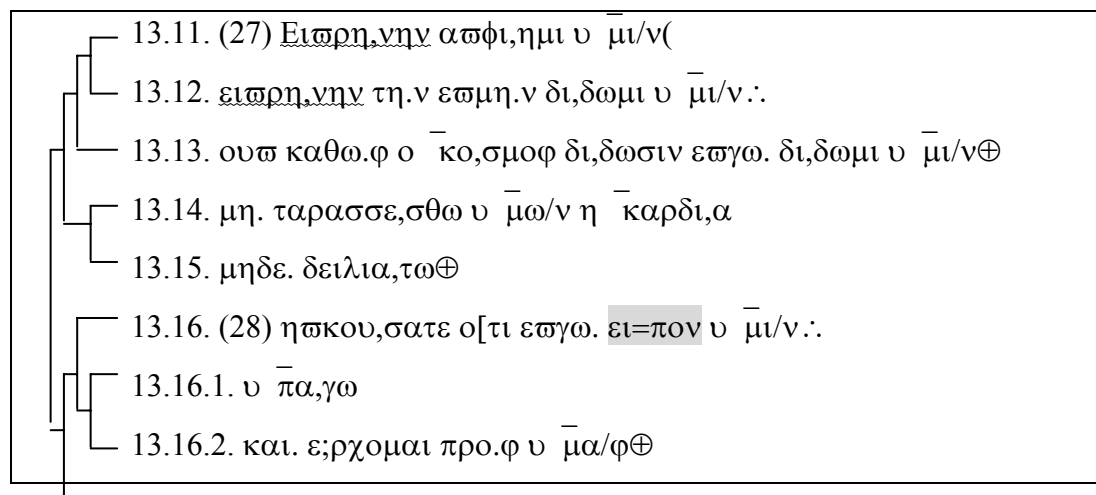 13.11. (27) Ειϖρη,νην αϖφι,ημι υ ‾μι/ν(
13.12. ειϖρη,νην τη.ν εϖμη.ν δι,δωμι υ ‾μι/ν∴
13.13. ουϖ καθω.φ ο ‾κο,σμοφ δι,δωσιν εϖγω. δι,δωμι υ ‾μι/ν⊕
13.14. μη. ταρασσε,σθω υ ‾μω/ν η ‾καρδι,α
13.15. μηδε. δειλια,τω⊕
13.16. (28) ηϖκου,σατε ο[τι εϖγω. ει=πον υ ‾μι/ν∴
13.16.1. υ ‾πα,γω
13.16.2. και. ε;ρχομαι προ.φ υ ‾μα/φ⊕